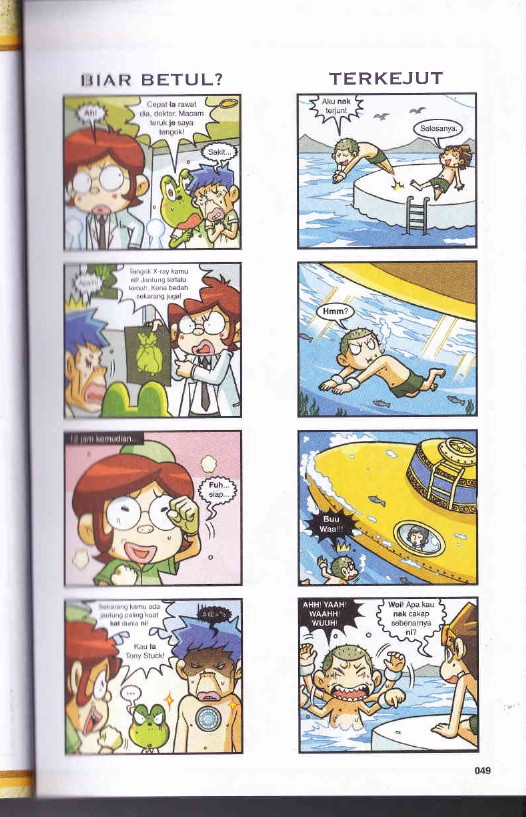 BIAR BETUL?
Ah!
Cepat la rawat
dia, doktor. Macam
teruk je saya
tengok!
Sakit...
Tengok X-ray kamu
ni! Jantung terlalu
lemah. Kena bedah
sekarang juga!
12 jam kemudian...
Fuh...
siap...
Sekarang kamu ada
jantung paling kuat
kat dunia ni!
Kau la
Tony Stuck!
...
TERKEJUT
Aku nak
terjun!
Selesanya.
Hmm?
Buu
Waa!!!
AHH! YAAH!
WAAHH!
WUUH!
Woi! Apa kau
nak cakap
sebenarnya
ni?
049